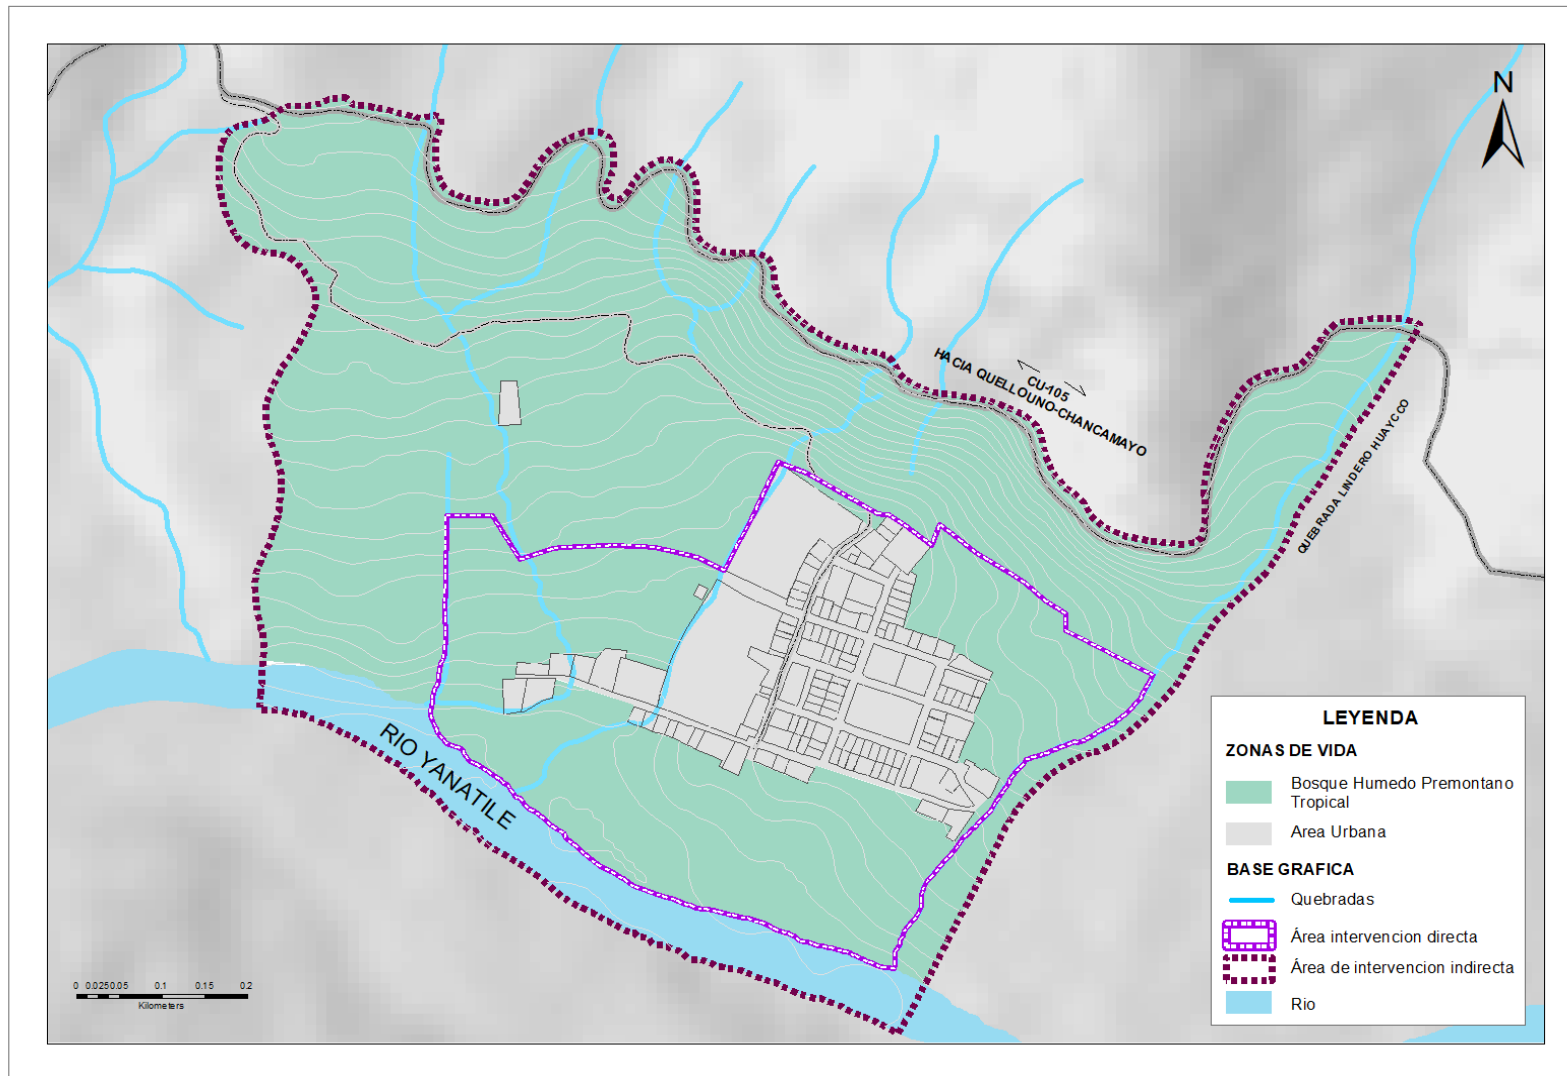 N
HACIA QUELLOUNO-CHANCAMAYO
CU-105
QUEBRADA LINDERO HUAYCCO
RIO YANATILE
LEYENDA
ZONAS DE VIDA
Bosque Humedo Premontano
Tropical
Area Urbana
BASE GRAFICA
Quebradas
Área intervencion directa
Área de intervencion indirecta
Rio
0 0.0250.05 0.1 0.15 0.2
Kilometers